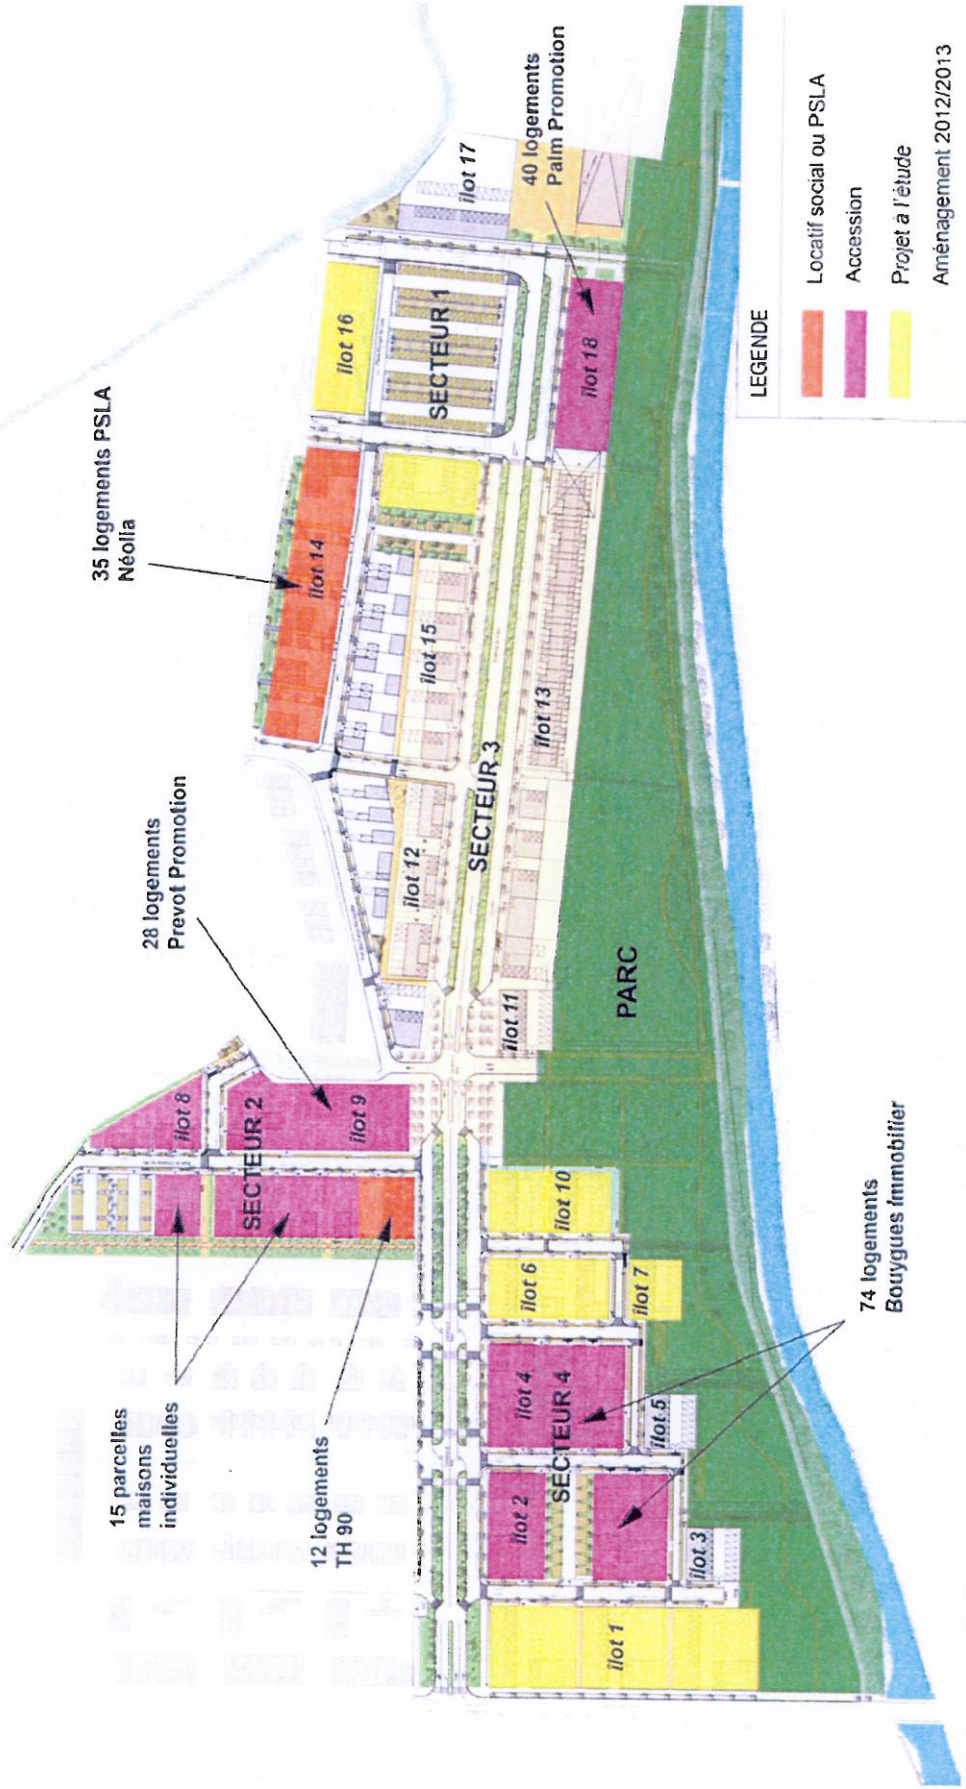 35 logements PSLA
Néolia
28 logements
Prevot Promotion
15 parcelles
maisons
individuelles
12 logements
TH 90
40 logements
Palm Promotion
74 logements
Bouygues Immobilier
îlot 8
SECTEUR 2
îlot 9
îlot 14
îlot 16
îlot 17
SECTEUR 1
îlot 15
îlot 12
SECTEUR 3
îlot 13
îlot 18
îlot 11
îlot 10
îlot 6
îlot 7
îlot 4
SECTEUR 4
îlot 5
îlot 2
îlot 3
îlot 1
PARC
LEGENDE
Locatif social ou PSLA
Accession
Projet à l'étude
Aménagement 2012/2013